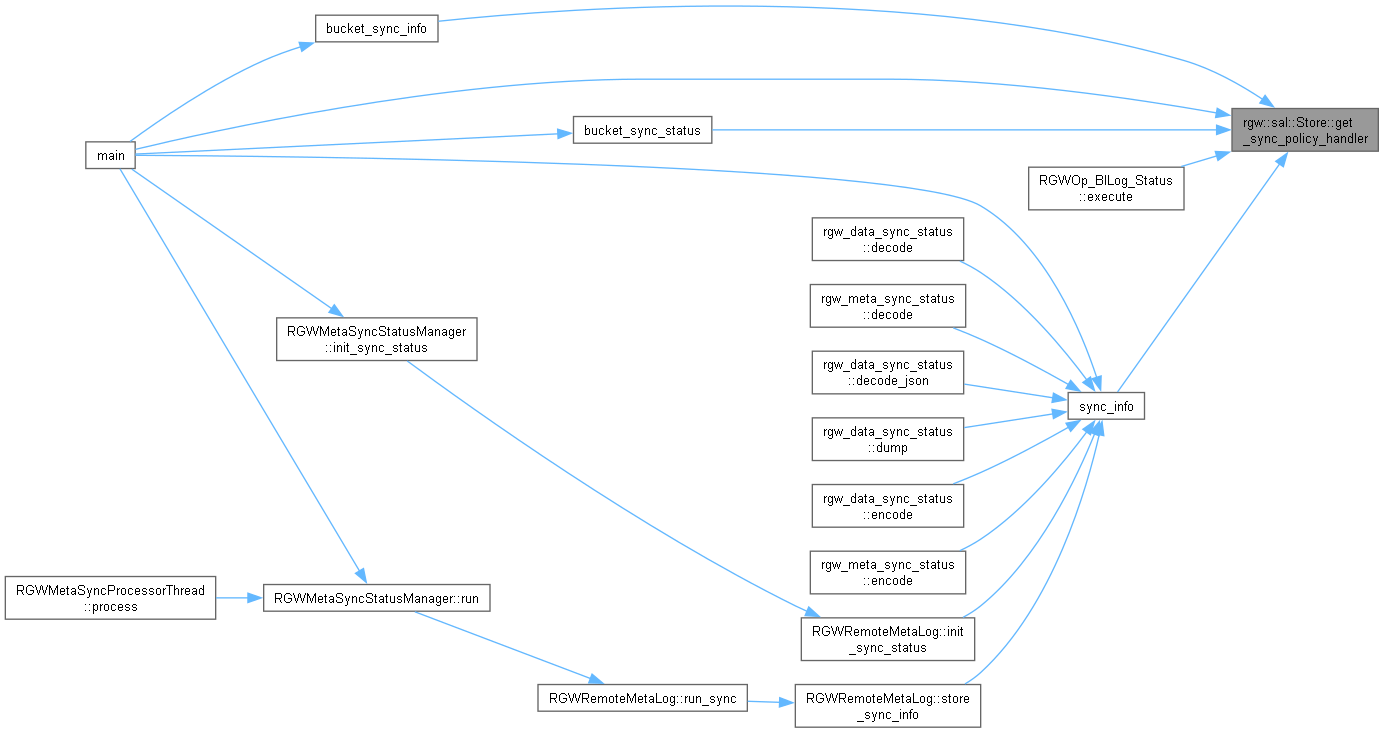 bucket_sync_info
rgw::sal::Store::get
_sync_policy_handler
bucket_sync_status
main
RGWOp_BILog_Status
::execute
rgw_data_sync_status
::decode
rgw_meta_sync_status
::decode
RGWMetaSyncStatusManager
::init_sync_status
rgw_data_sync_status
::decode_json
sync_info
rgw_data_sync_status
::dump
rgw_data_sync_status
::encode
rgw_meta_sync_status
::encode
RGWMetaSyncProcessorThread
::process
RGWMetaSyncStatusManager::run
RGWRemoteMetaLog::init
_sync_status
RGWRemoteMetaLog::run_sync
RGWRemoteMetaLog::store
_sync_info